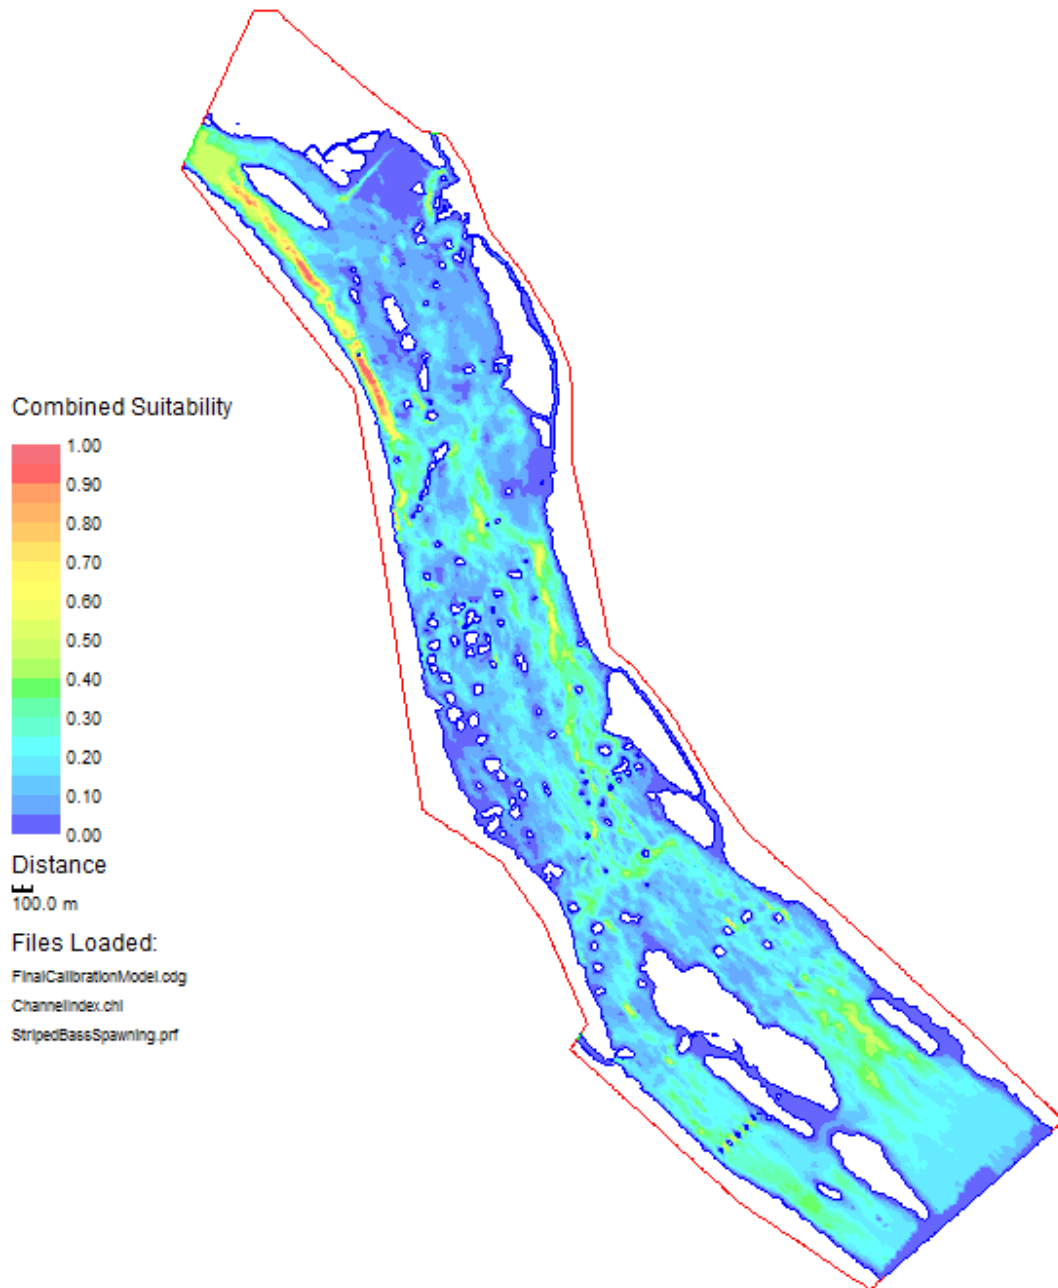 Combined Suitability
1.00
0.90
0.80
0.70
0.60
0.50
0.40
0.30
0.20
0.10
0.00
Distance
100.0 m
Files Loaded:
FinalCalibrationModel.cdg
ChannelIndex.chi
StripedBassSpawning.prf